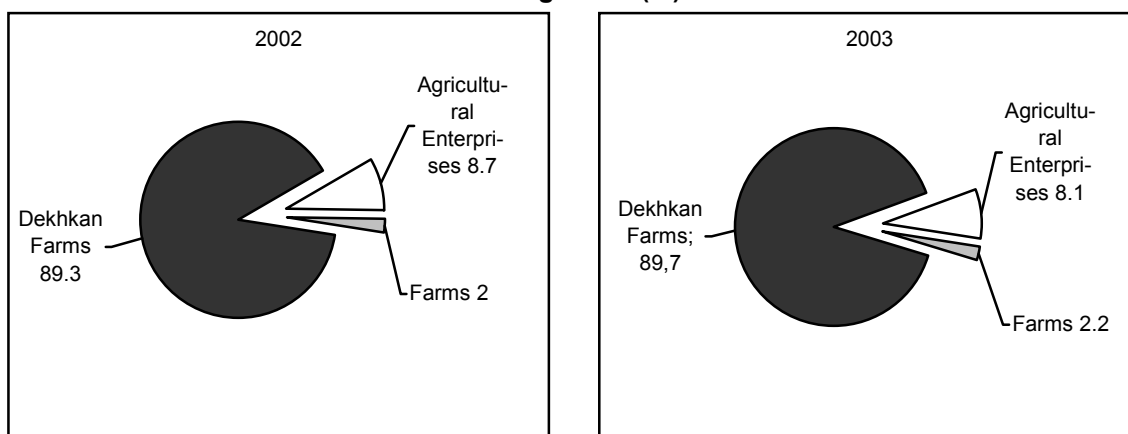 2002
Agricultu-
ral
Enterpri-
ses 8.7
Dekhkan
Farms
89.3
Farms 2
2003
Agricultu-
ral
Enterpri-
ses 8.1
Dekhkan
Farms;
89,7
Farms 2.2